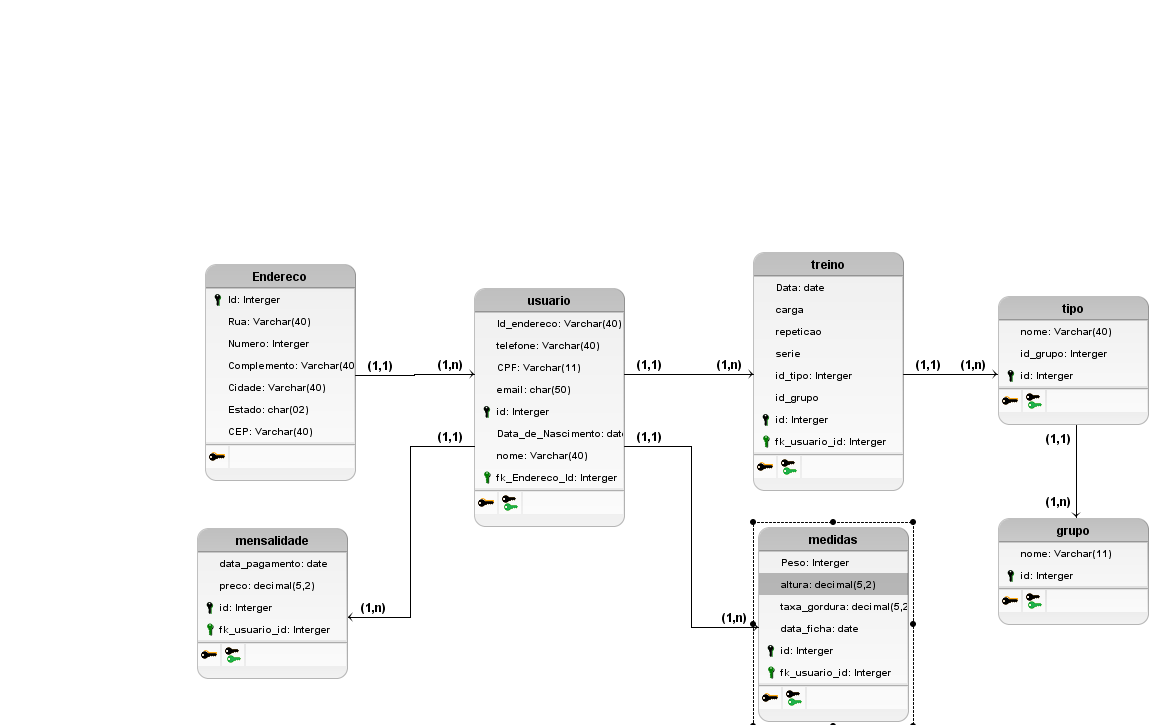 Endereco
Id: Interger
Rua: Varchar(40)
Numero: Interger
Complemento: Varchar(40
Cidade: Varchar(40)
Estado: char(02)
CEP: Varchar(40)
(1,1)
(1,n)
usuario
Id_endereco: Varchar(40)
telefone: Varchar(40)
CPF: Varchar(11)
email: char(50)
id: Interger
Data_de_Nascimento: date
nome: Varchar(40)
fk_Endereco_Id: Interger
(1,1)
(1,n)
treino
Data: date
carga
repeticao
serie
id_tipo: Interger
id_grupo
id: Interger
fk_usuario_id: Interger
(1,1)
(1,n)
tipo
nome: Varchar(40)
id_grupo: Interger
id: Interger
(1,1)
(1,n)
grupo
nome: Varchar(11)
id: Interger
(1,1)
(1,n)
mensalidade
data_pagamento: date
preco: decimal(5,2)
id: Interger
fk_usuario_id: Interger
(1,1)
(1,n)
medidas
Peso: Interger
altura: decimal(5,2)
taxa_gordura: decimal(5,2
data_ficha: date
id: Interger
fk_usuario_id: Interger